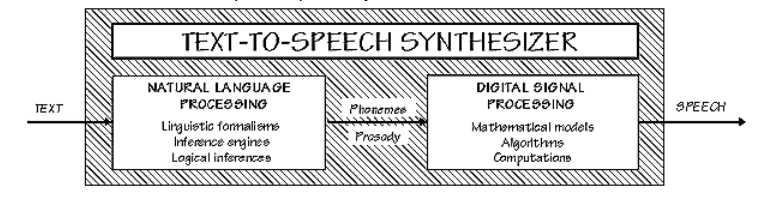 TEXT-TO-SPEECH SYNTHESIZER
TEXT
NATURAL LANGUAGE
PROCESSING
Linguistic formalisms
Inference engines
Logical inferences
Phonemes
Prosody
DIGITAL SIGNAL
PROCESSING
Mathematical models
Algorithms
Computations
SPEECH